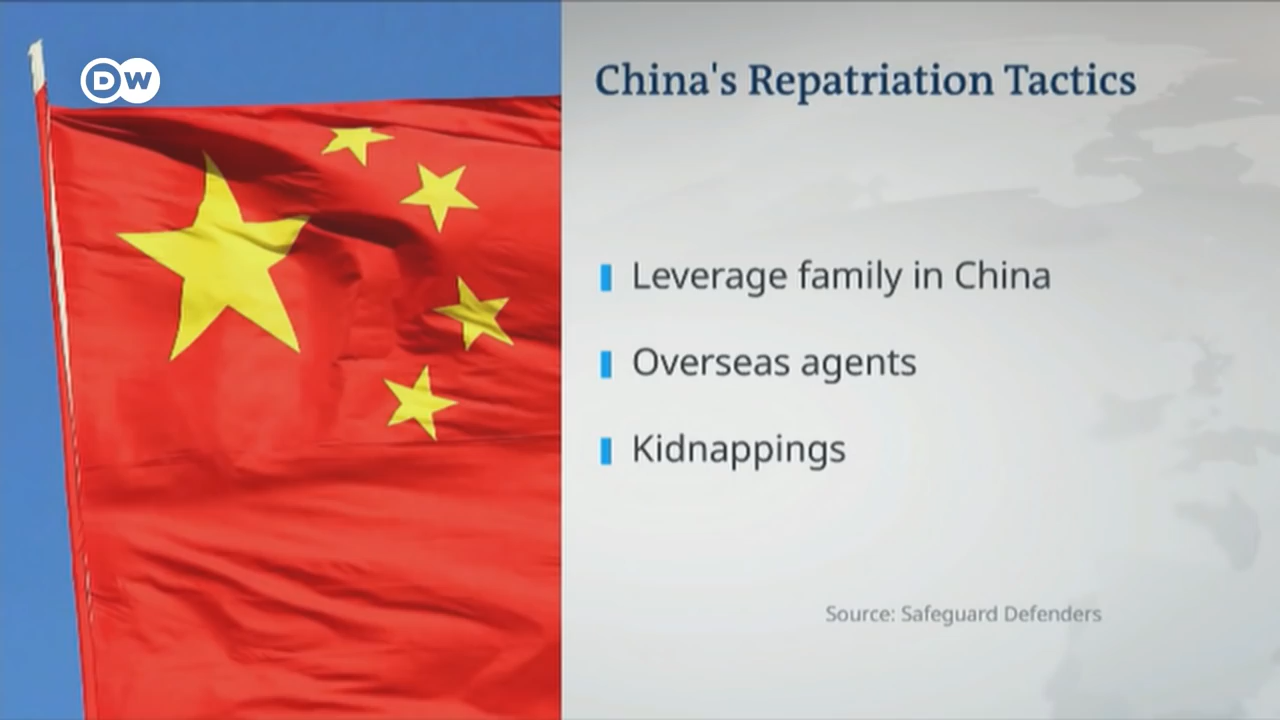 DW
China's Repatriation Tactics
Leverage family in China
Overseas agents
Kidnappings
Source: Safeguard Defenders